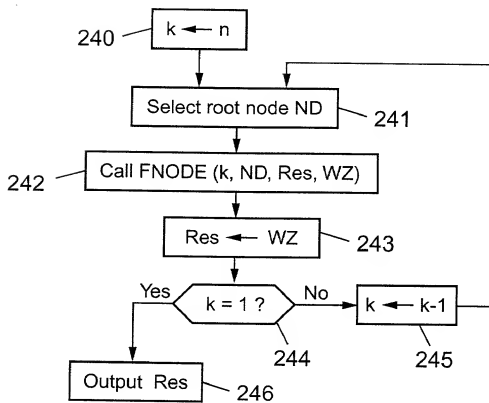 240
k ← n
Select root node ND
241
242
Call FNODE (k, ND, Res, WZ)
Res ← WZ
243
Yes
k = 1 ?
No
k ← k-1
244
245
Output Res
246